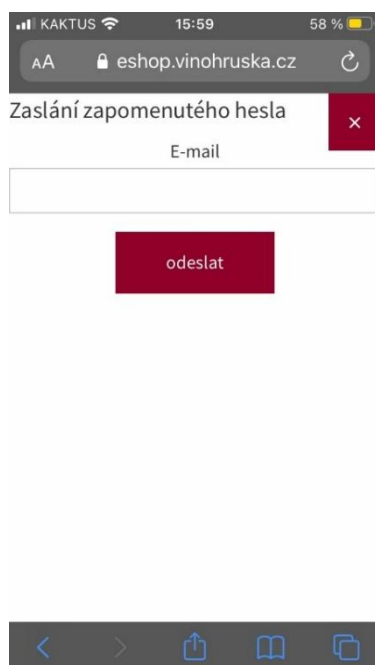 KAKTUS 15:59 58 %
AA eshop.vinohruska.cz
Zaslání zapomenutého hesla ×
E-mail
odeslat